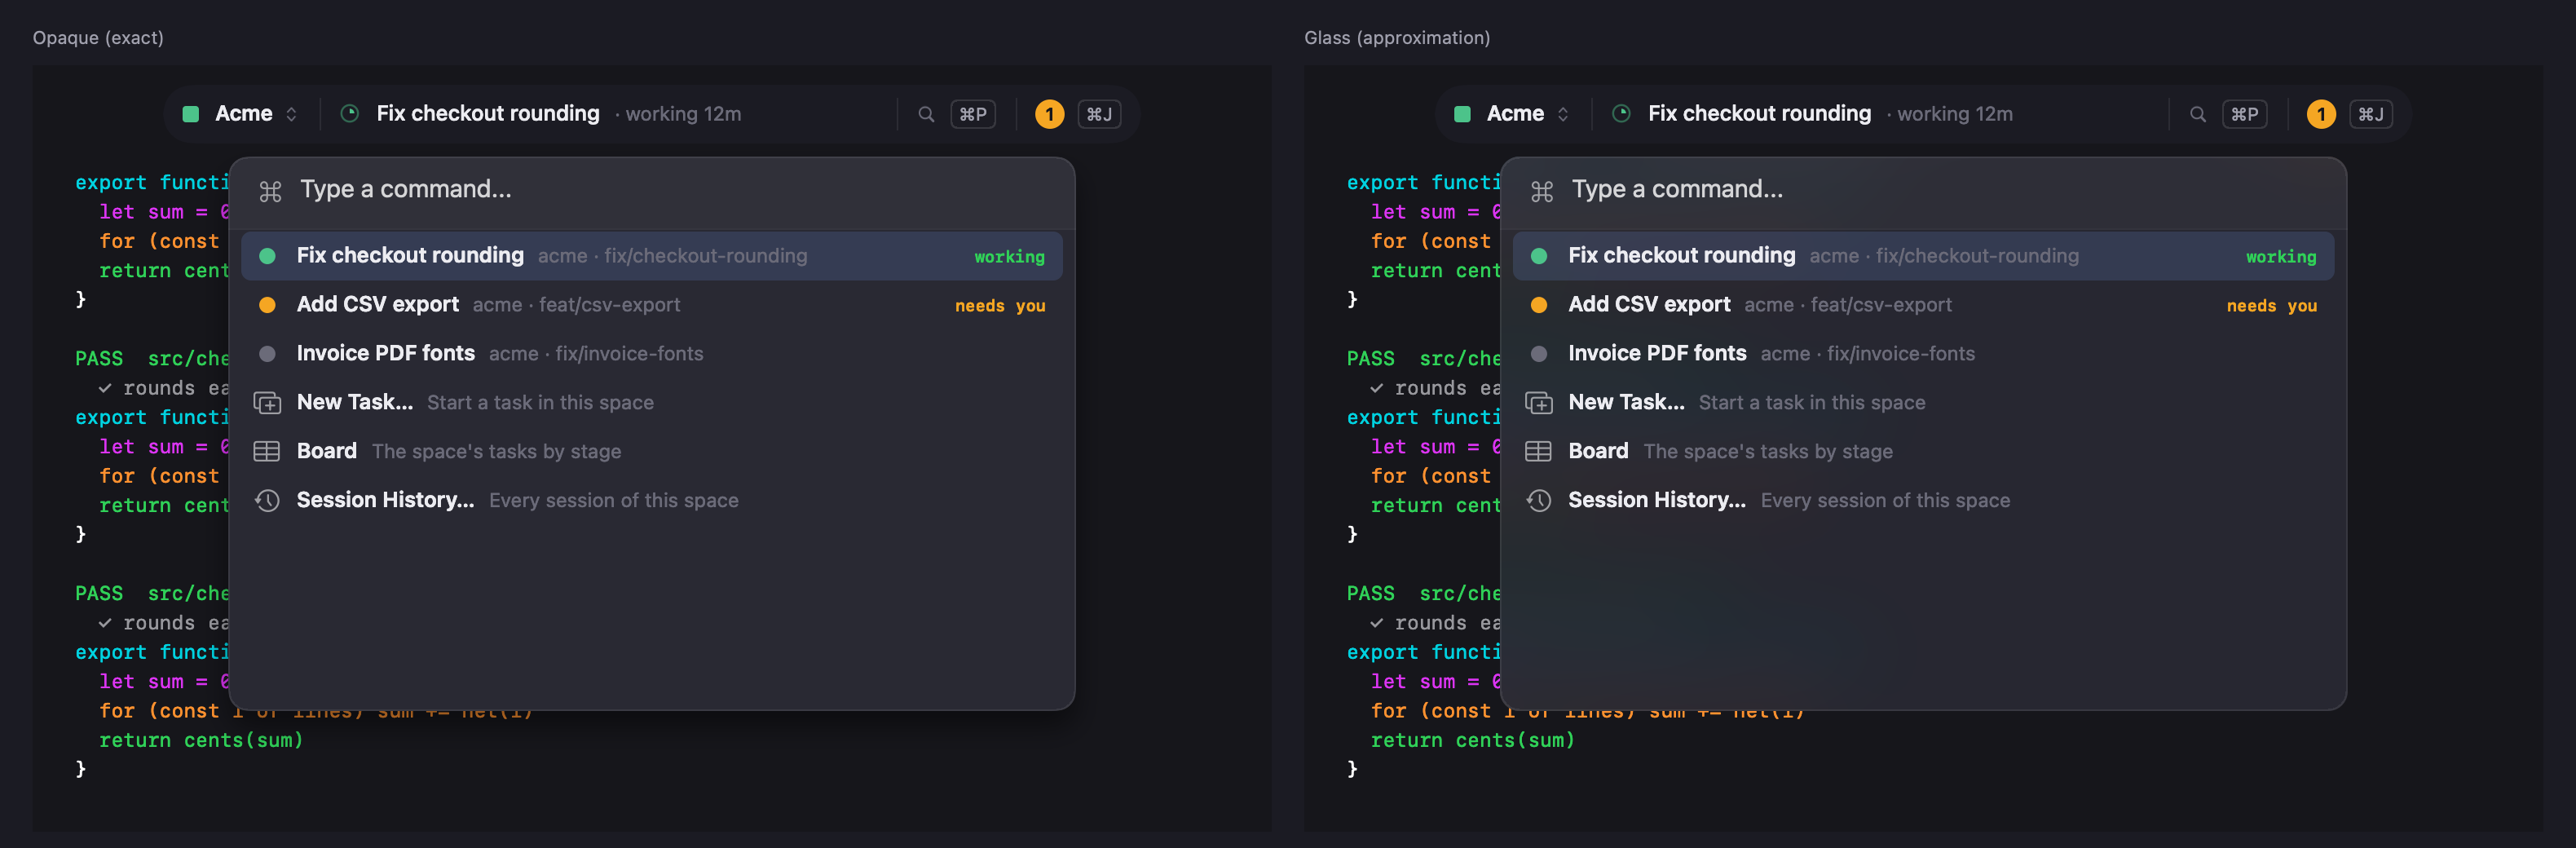 Opaque (exact)
Acme
Fix checkout rounding · working 12m
⌘P
1
⌘J
export functi
let sum = 0
for (const
return cent
}
PASS src/che
✓ rounds ea
export functi
let sum = 0
for (const
return cent
}
PASS src/che
✓ rounds ea
export functi
let sum = 0
for (const l of lines) sum += net(l)
return cents(sum)
}
⌘ Type a command...
Fix checkout rounding acme · fix/checkout-rounding working
Add CSV export acme · feat/csv-export needs you
Invoice PDF fonts acme · fix/invoice-fonts
New Task... Start a task in this space
Board The space's tasks by stage
Session History... Every session of this space
Glass (approximation)
Acme
Fix checkout rounding · working 12m
⌘P
1
⌘J
export functi
let sum = 0
for (const
return cent
}
PASS src/che
✓ rounds ea
export functi
let sum = 0
for (const
return cent
}
PASS src/che
✓ rounds ea
export functi
let sum = 0
for (const l of lines) sum += net(l)
return cents(sum)
}
⌘ Type a command...
Fix checkout rounding acme · fix/checkout-rounding working
Add CSV export acme · feat/csv-export needs you
Invoice PDF fonts acme · fix/invoice-fonts
New Task... Start a task in this space
Board The space's tasks by stage
Session History... Every session of this space